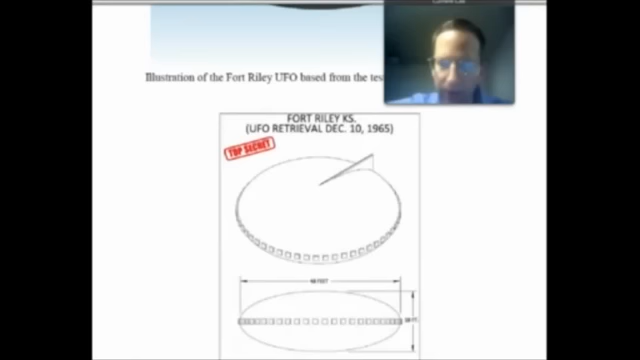 Illustration of the Fort Riley UFO based from the
FORT RILEY KS.
(UFO RETRIEVAL DEC. 10, 1965)
TOP SECRET
FEET